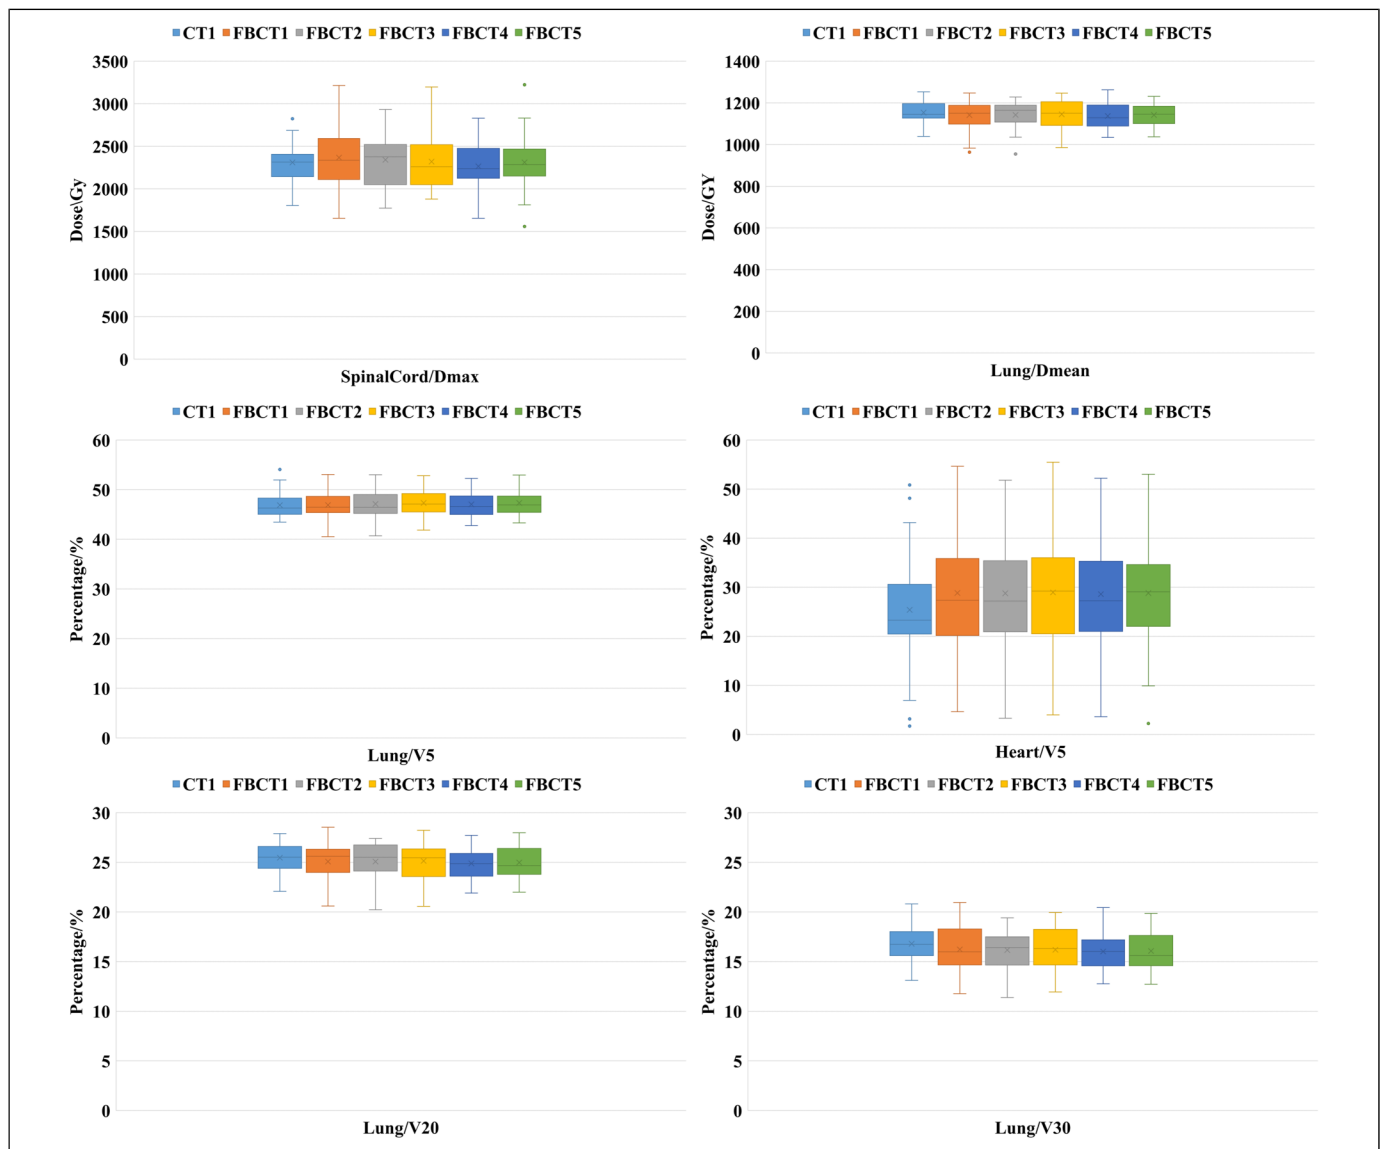 CT1 FBCT1 FBCT2 FBCT3 FBCT4 FBCT5
3500
3000
2500
2000
1500
1000
500
0
Dose\Gy
SpinalCord/Dmax
CT1 FBCT1 FBCT2 FBCT3 FBCT4 FBCT5
1400
1200
1000
800
600
400
200
0
Dose/GY
Lung/Dmean
CT1 FBCT1 FBCT2 FBCT3 FBCT4 FBCT5
60
50
40
30
20
10
0
Percentage/%
Lung/V5
CT1 FBCT1 FBCT2 FBCT3 FBCT4 FBCT5
60
50
40
30
20
10
0
Percentage/%
Heart/V5
CT1 FBCT1 FBCT2 FBCT3 FBCT4 FBCT5
30
25
20
15
10
5
0
Percentage/%
Lung/V20
CT1 FBCT1 FBCT2 FBCT3 FBCT4 FBCT5
30
25
20
15
10
5
0
Percentage/%
Lung/V30